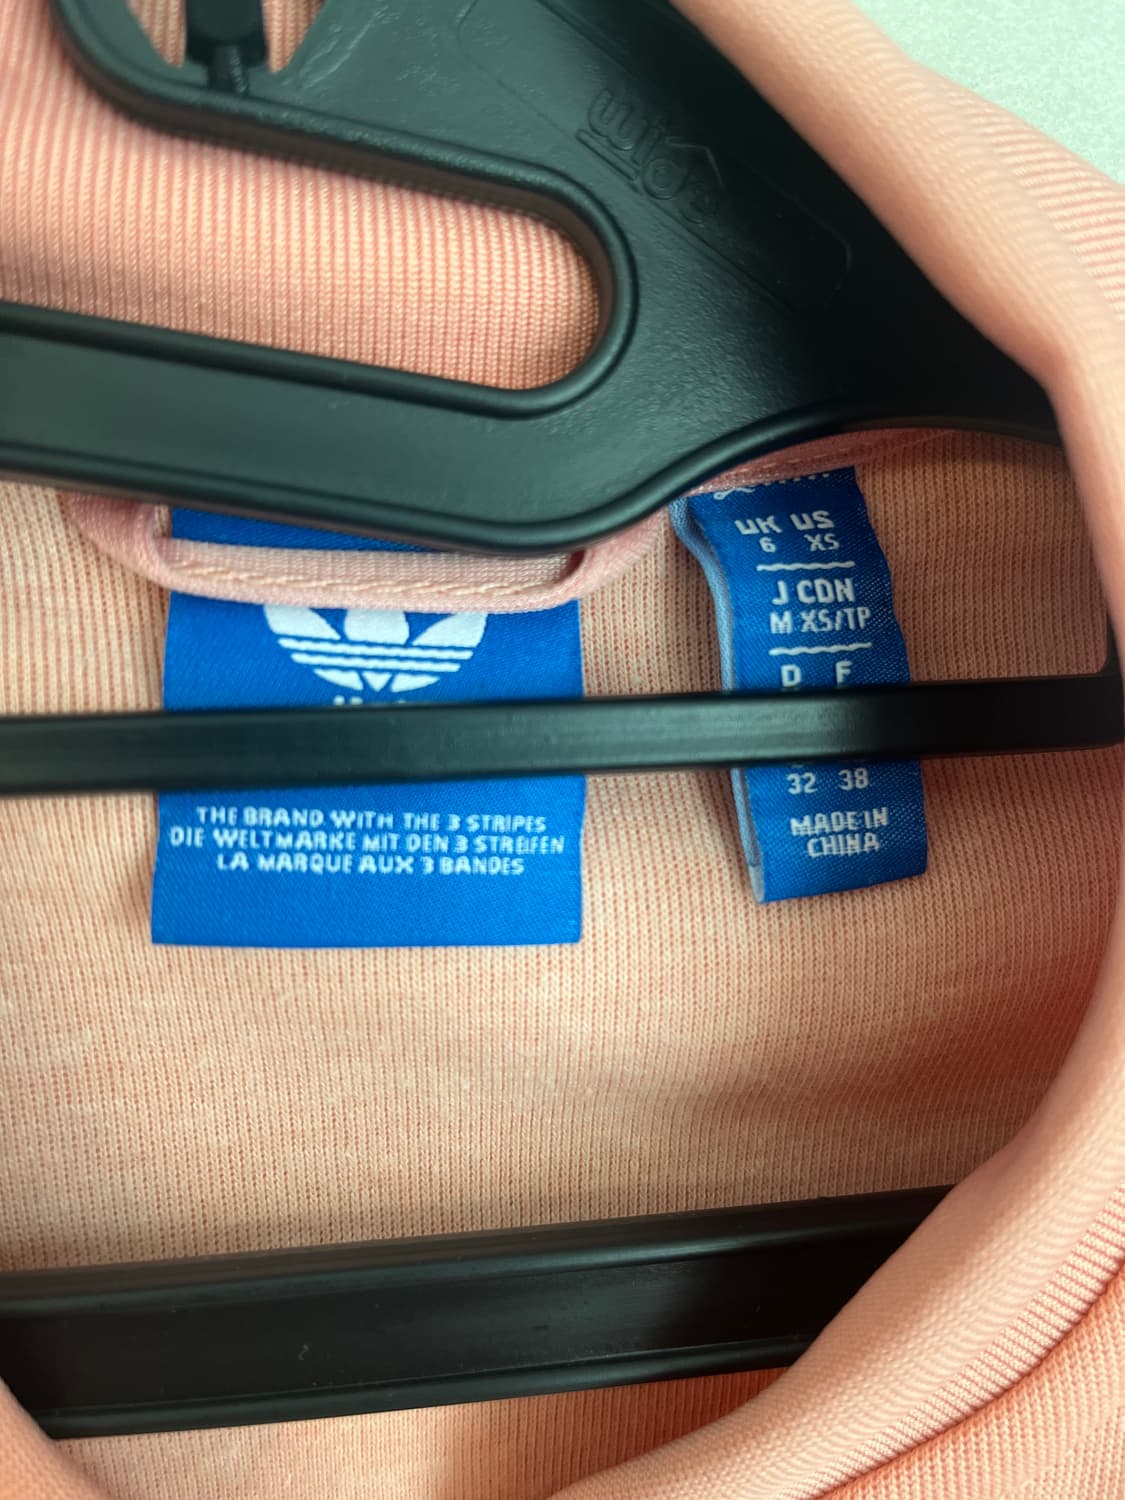 THE BRAND WITH THE 3 STRIPES
DIE WELTMARKE MIT DEN 3 STREIFEN
LA MARQUE AUX 3 BANDES
UK US
6 XS
J CDN
M XS/TP
D F
32 38
MADE IN
CHINA